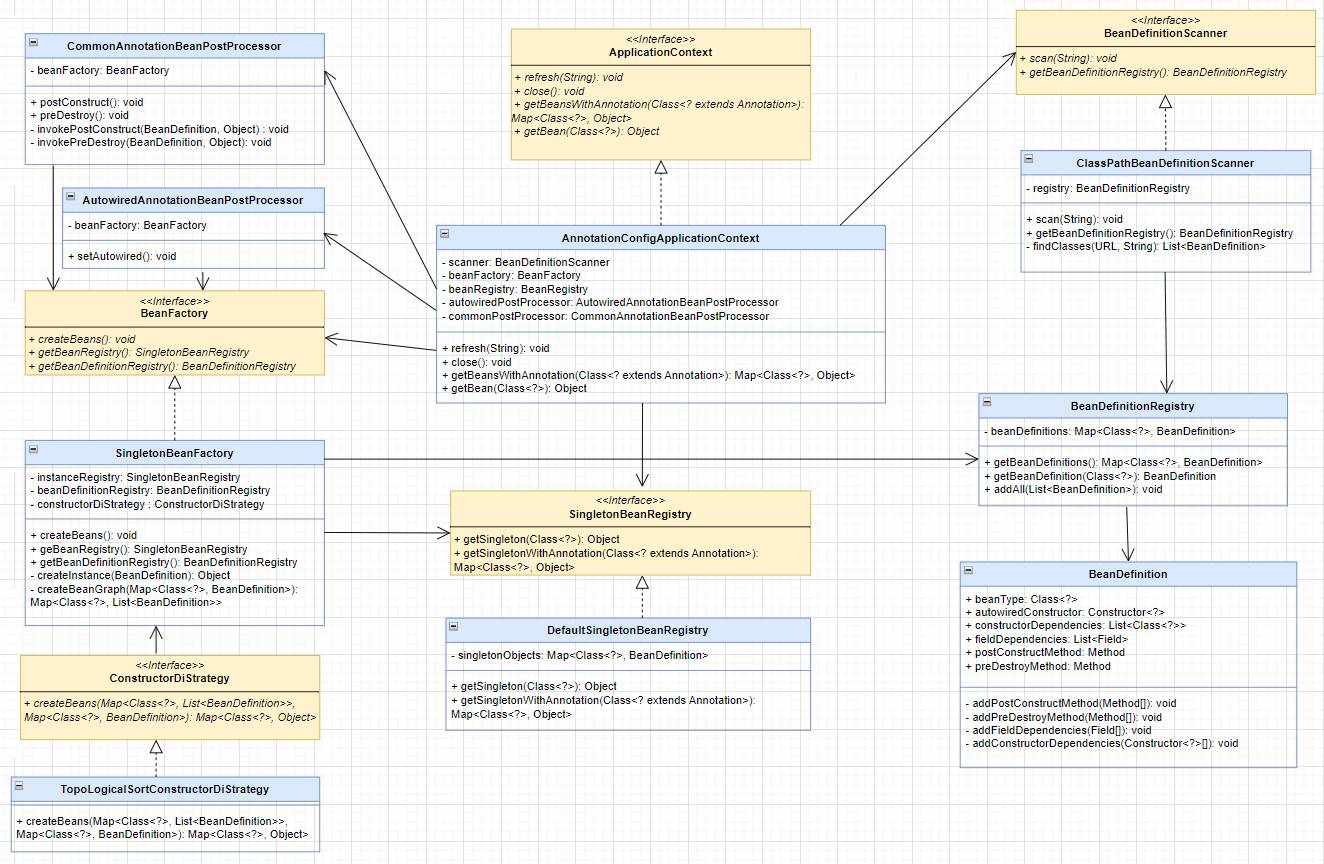 CommonAnnotationBeanPostProcessor
- beanFactory: BeanFactory
+ postConstruct(): void
+ preDestroy(): void
- invokePostConstruct(BeanDefinition, Object) : void
- invokePreDestroy(BeanDefinition, Object): void
AutowiredAnnotationBeanPostProcessor
- beanFactory: BeanFactory
+ setAutowired(): void
<<Interface>>
BeanFactory
+ createBeans(): void
+ getBeanRegistry(): SingletonBeanRegistry
+ getBeanDefinitionRegistry(): BeanDefinitionRegistry
SingletonBeanFactory
- instanceRegistry: SingletonBeanRegistry
- beanDefinitionRegistry: BeanDefinitionRegistry
- constructorDiStrategy : ConstructorDiStrategy
+ createBeans(): void
+ geBeanRegistry(): SingletonBeanRegistry
+ getBeanDefinitionRegistry(): BeanDefinitionRegistry
- createInstance(BeanDefinition): Object
- createBeanGraph(Map<Class<?>, BeanDefinition>):
Map<Class<?>, List<BeanDefinition>>
<<Interface>>
ConstructorDiStrategy
+ createBeans(Map<Class<?>, List<BeanDefinition>>,
Map<Class<?>, BeanDefinition>): Map<Class<?>, Object>
TopoLogicalSortConstructorDiStrategy
+ createBeans(Map<Class<?>, List<BeanDefinition>>,
Map<Class<?>, BeanDefinition>): Map<Class<?>, Object>
<<Interface>>
ApplicationContext
+ refresh(String): void
+ close(): void
+ getBeansWithAnnotation(Class<? extends Annotation>):
Map<Class<?>, Object>
+ getBean(Class<?>): Object
AnnotationConfigApplicationContext
- scanner: BeanDefinitionScanner
- beanFactory: BeanFactory
- beanRegistry: BeanRegistry
- autowiredPostProcessor: AutowiredAnnotationBeanPostProcessor
- commonPostProcessor: CommonAnnotationBeanPostProcessor
+ refresh(String): void
+ close(): void
+ getBeansWithAnnotation(Class<? extends Annotation>): Map<Class<?>, Object>
+ getBean(Class<?>): Object
<<Interface>>
SingletonBeanRegistry
+ getSingleton(Class<?>): Object
+ getSingletonWithAnnotation(Class<? extends Annotation>):
Map<Class<?>, Object>
DefaultSingletonBeanRegistry
- singletonObjects: Map<Class<?>, BeanDefinition>
+ getSingleton(Class<?>): Object
+ getSingletonWithAnnotation(Class<? extends Annotation>):
Map<Class<?>, Object>
<<Interface>>
BeanDefinitionScanner
+ scan(String): void
+ getBeanDefinitionRegistry(): BeanDefinitionRegistry
ClassPathBeanDefinitionScanner
- registry: BeanDefinitionRegistry
+ scan(String): void
+ getBeanDefinitionRegistry(): BeanDefinitionRegistry
- findClasses(URL, String): List<BeanDefinition>
BeanDefinitionRegistry
- beanDefinitions: Map<Class<?>, BeanDefinition>
+ getBeanDefinitions(): Map<Class<?>, BeanDefinition>
+ getBeanDefinition(Class<?>): BeanDefinition
+ addAll(List<BeanDefinition>): void
BeanDefinition
+ beanType: Class<?>
+ autowiredConstructor: Constructor<?>
+ constructorDependencies: List<Class<?>>
+ fieldDependencies: List<Field>
+ postConstructMethod: Method
+ preDestroyMethod: Method
- addPostConstructMethod(Method[]): void
- addPreDestroyMethod(Method[]): void
- addFieldDependencies(Field[]): void
- addConstructorDependencies(Constructor<?>[]): void